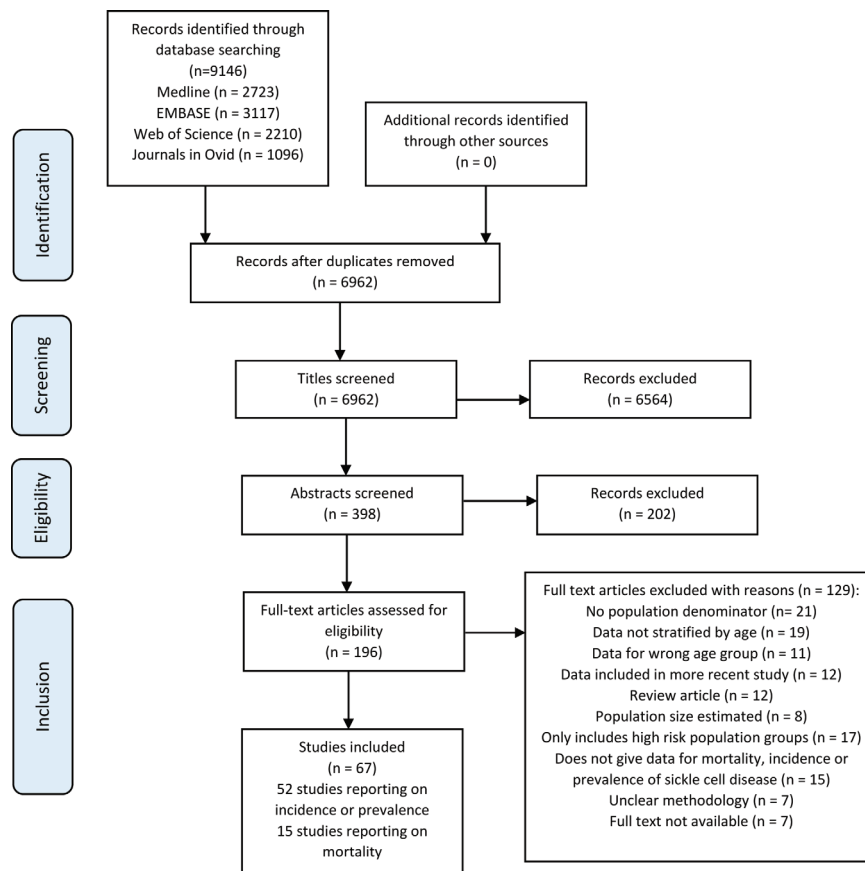 Records identified through
database searching
(n=9146)
Medline (n = 2723)
EMBASE (n = 3117)
Web of Science (n = 2210)
Journals in Ovid (n = 1096)
Additional records identified
through other sources
(n = 0)
Identification
Records after duplicates removed
(n = 6962)
Screening
Titles screened
(n = 6962)
Records excluded
(n = 6564)
Eligibility
Abstracts screened
(n = 398)
Records excluded
(n = 202)
Inclusion
Full-text articles assessed for
eligibility
(n = 196)
Full text articles excluded with reasons (n = 129):
No population denominator (n= 21)
Data not stratified by age (n = 19)
Data for wrong age group (n = 11)
Data included in more recent study (n = 12)
Review article (n = 12)
Population size estimated (n = 8)
Only includes high risk population groups (n = 17)
Does not give data for mortality, incidence or
prevalence of sickle cell disease (n = 15)
Unclear methodology (n = 7)
Full text not available (n = 7)
Studies included
(n = 67)
52 studies reporting on
incidence or prevalence
15 studies reporting on
mortality